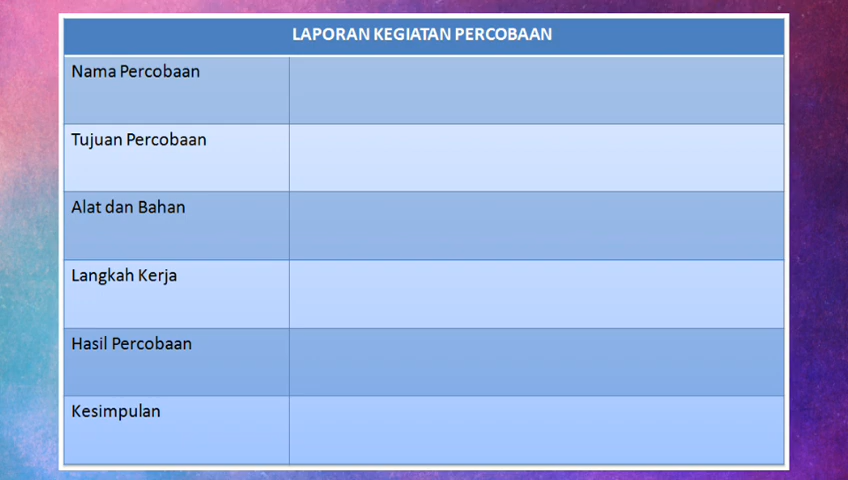 LAPORAN KEGIATAN PERCOBAAN
Nama Percobaan
Tujuan Percobaan
Alat dan Bahan
Langkah Kerja
Hasil Percobaan
Kesimpulan